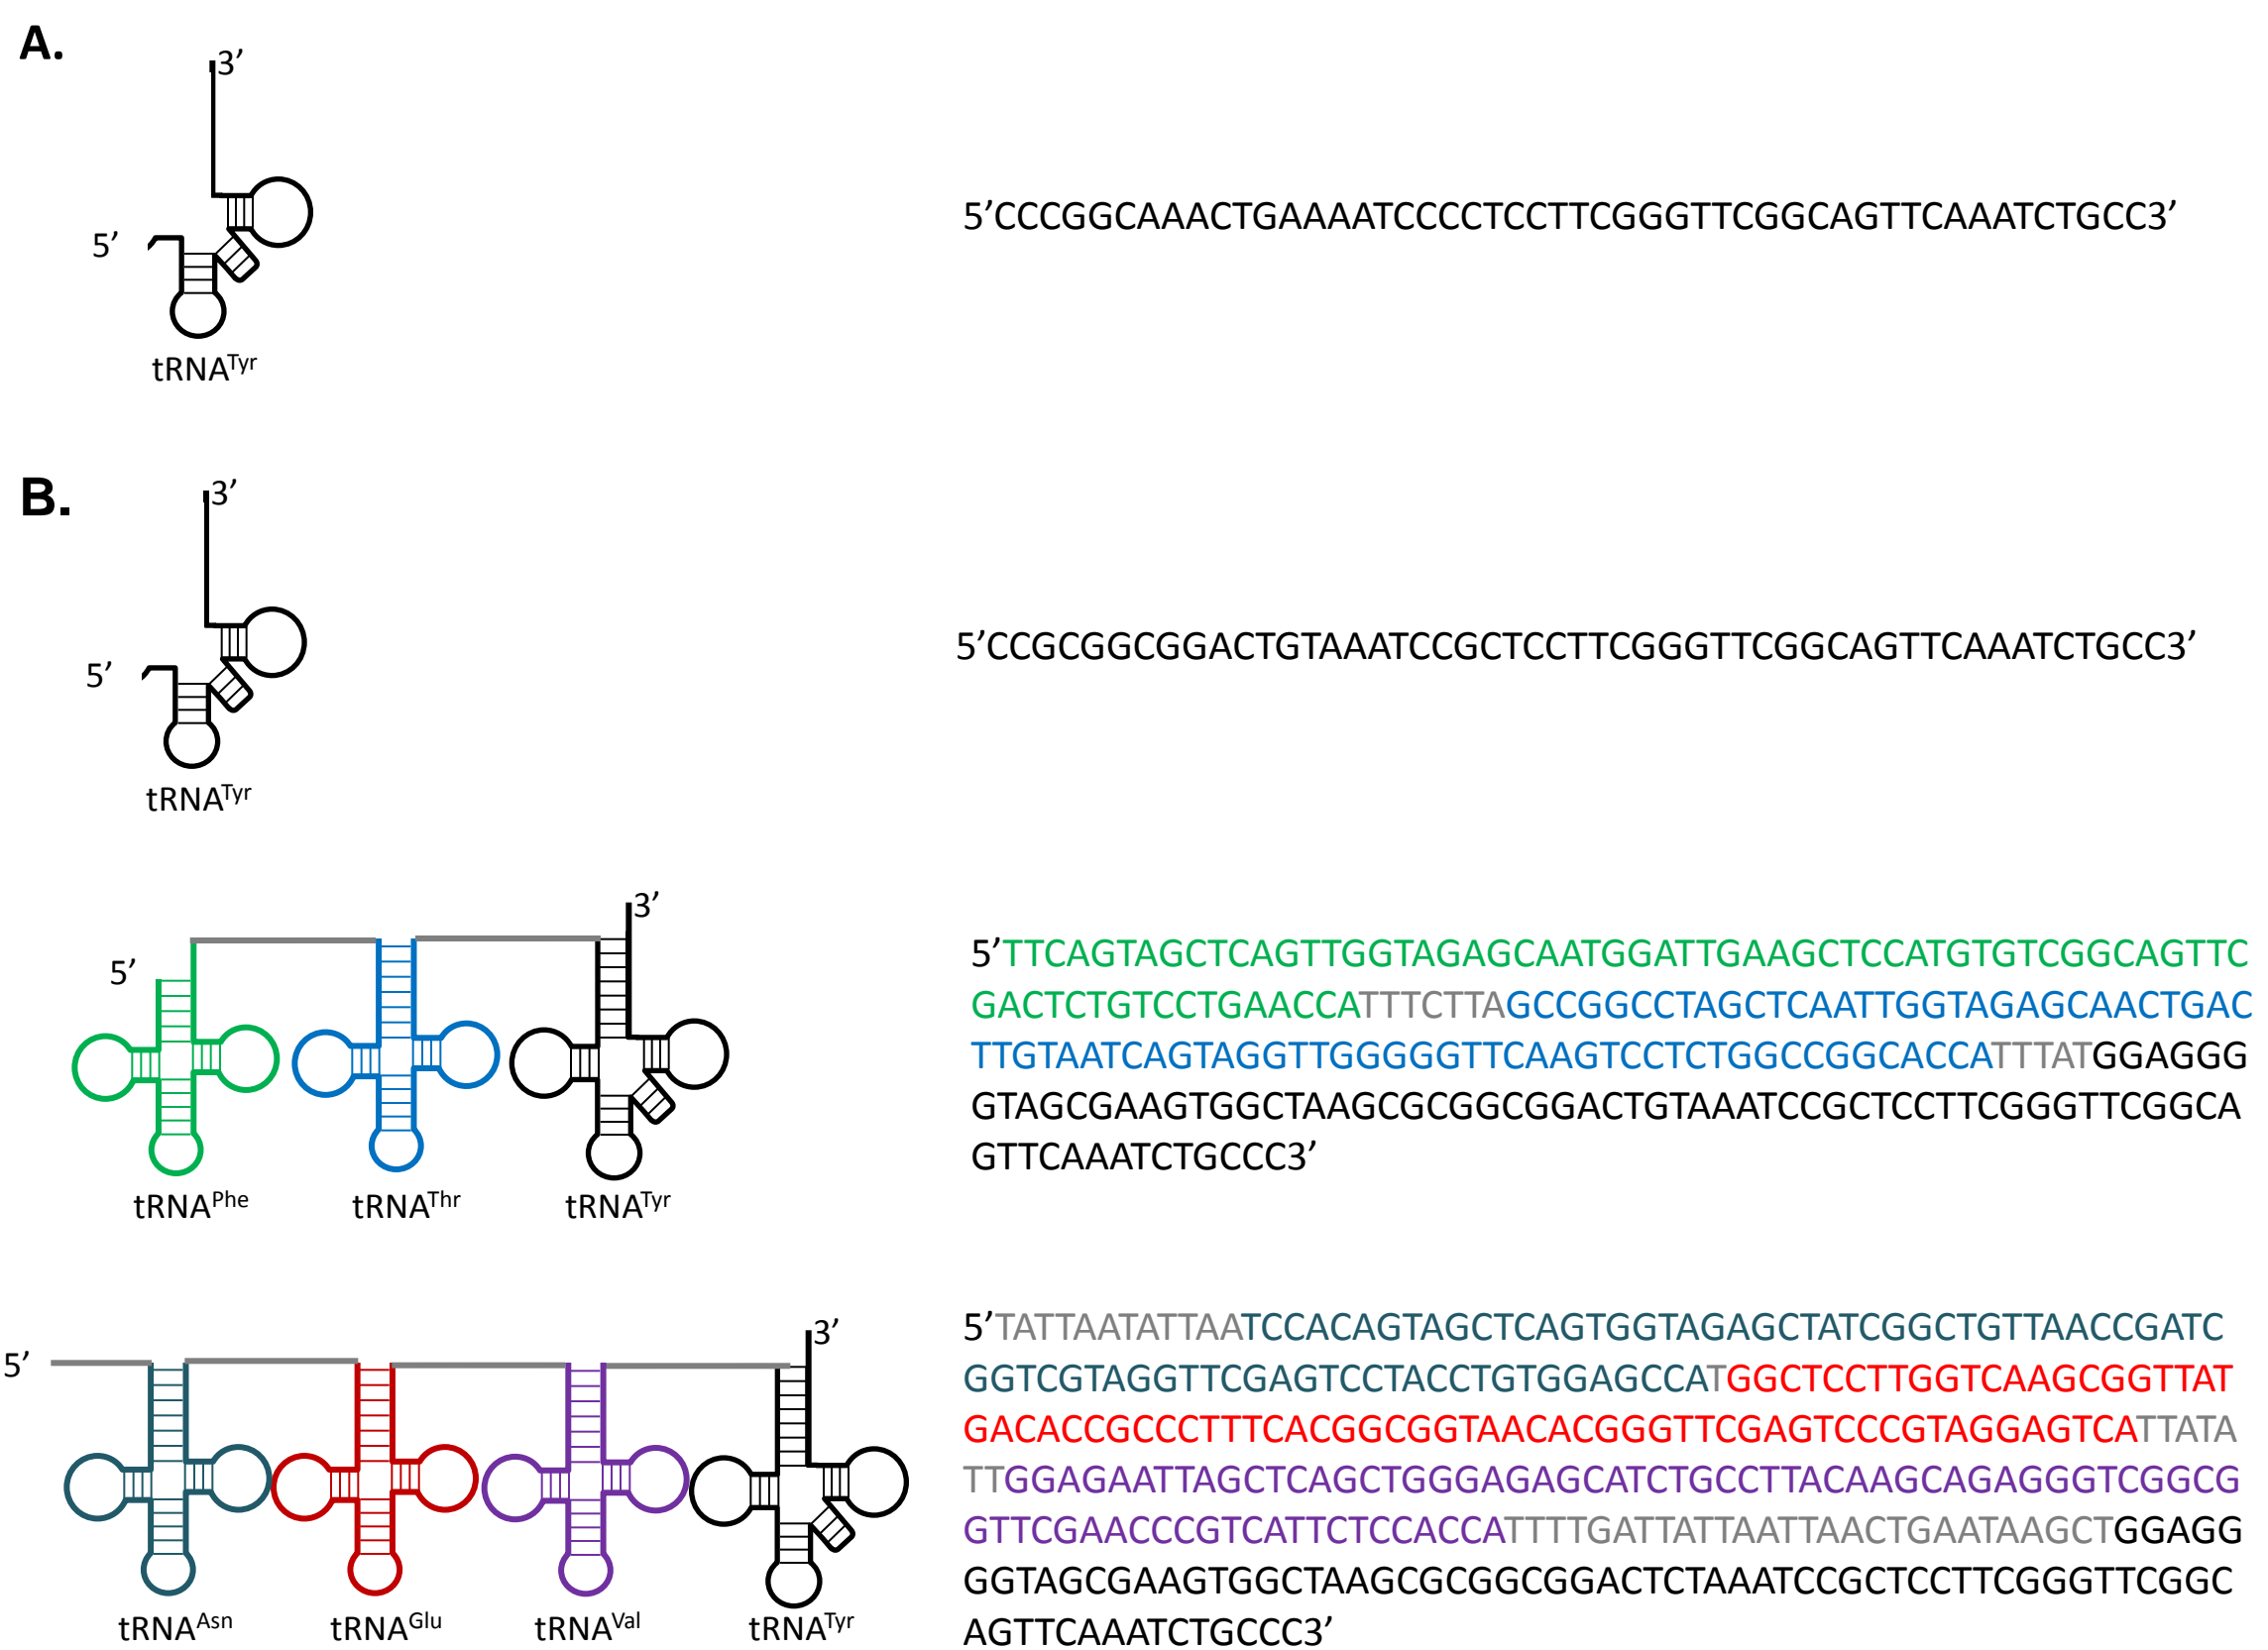 A.
3’
5’
tRNATyr
5’CCCGGCAAACTGAAAATCCCCTCCTTCGGGTTCGGCAGTTCAAATCTGCC3’
B.
3’
5’
tRNATyr
5’CCGCGGCGGACTGTAAATCCGCTCCTTCGGGTTCGGCAGTTCAAATCTGCC3’
3’
5’
tRNAPhe tRNAThr tRNATyr
5’TTCAGTAGCTCAGTTGGTAGAGCAATGGATTGAAGCTCCATGTGTCGGCAGTTC
GACTCTGTCCTGAACCATTTCTTAGCCGGCCTAGCTCAATTGGTAGAGCAACTGAC
TTGTAATCAGTAGGTTGGGGGTTCAAGTCCTCTGGCCGGCACCATTTATGGAGGG
GTAGCGAAGTGGCTAAGCGCGGCGGACTGTAAATCCGCTCCTTCGGGTTCGGCA
GTTCAAATCTGCCC3’
3’
5’
tRNAAsn tRNAGlu tRNAVal tRNATyr
5’TATTAATATTAATCCACAGTAGCTCAGTGGTAGAGCTATCGGCTGTTAACCGATC
GGTCGTAGGTTCGAGTCCTACCTGTGGAGCCATGGCTCCTTGGTCAAGCGGTTAT
GACACCGCCCTTTCACGGCGGTAACACGGGTTCGAGTCCCGTAGGAGTCATTATA
TTGGAGAATTAGCTCAGCTGGGAGAGCATCTGCCTTACAAGCAGAGGGTCGGCG
GTTCGAACCCGTCATTCTCCACCATTTTGATTATTAATTAACTGAATAAGCTGGAGG
GGTAGCGAAGTGGCTAAGCGCGGCGGACTCTAAATCCGCTCCTTCGGGTTCGGC
AGTTCAAATCTGCCC3’